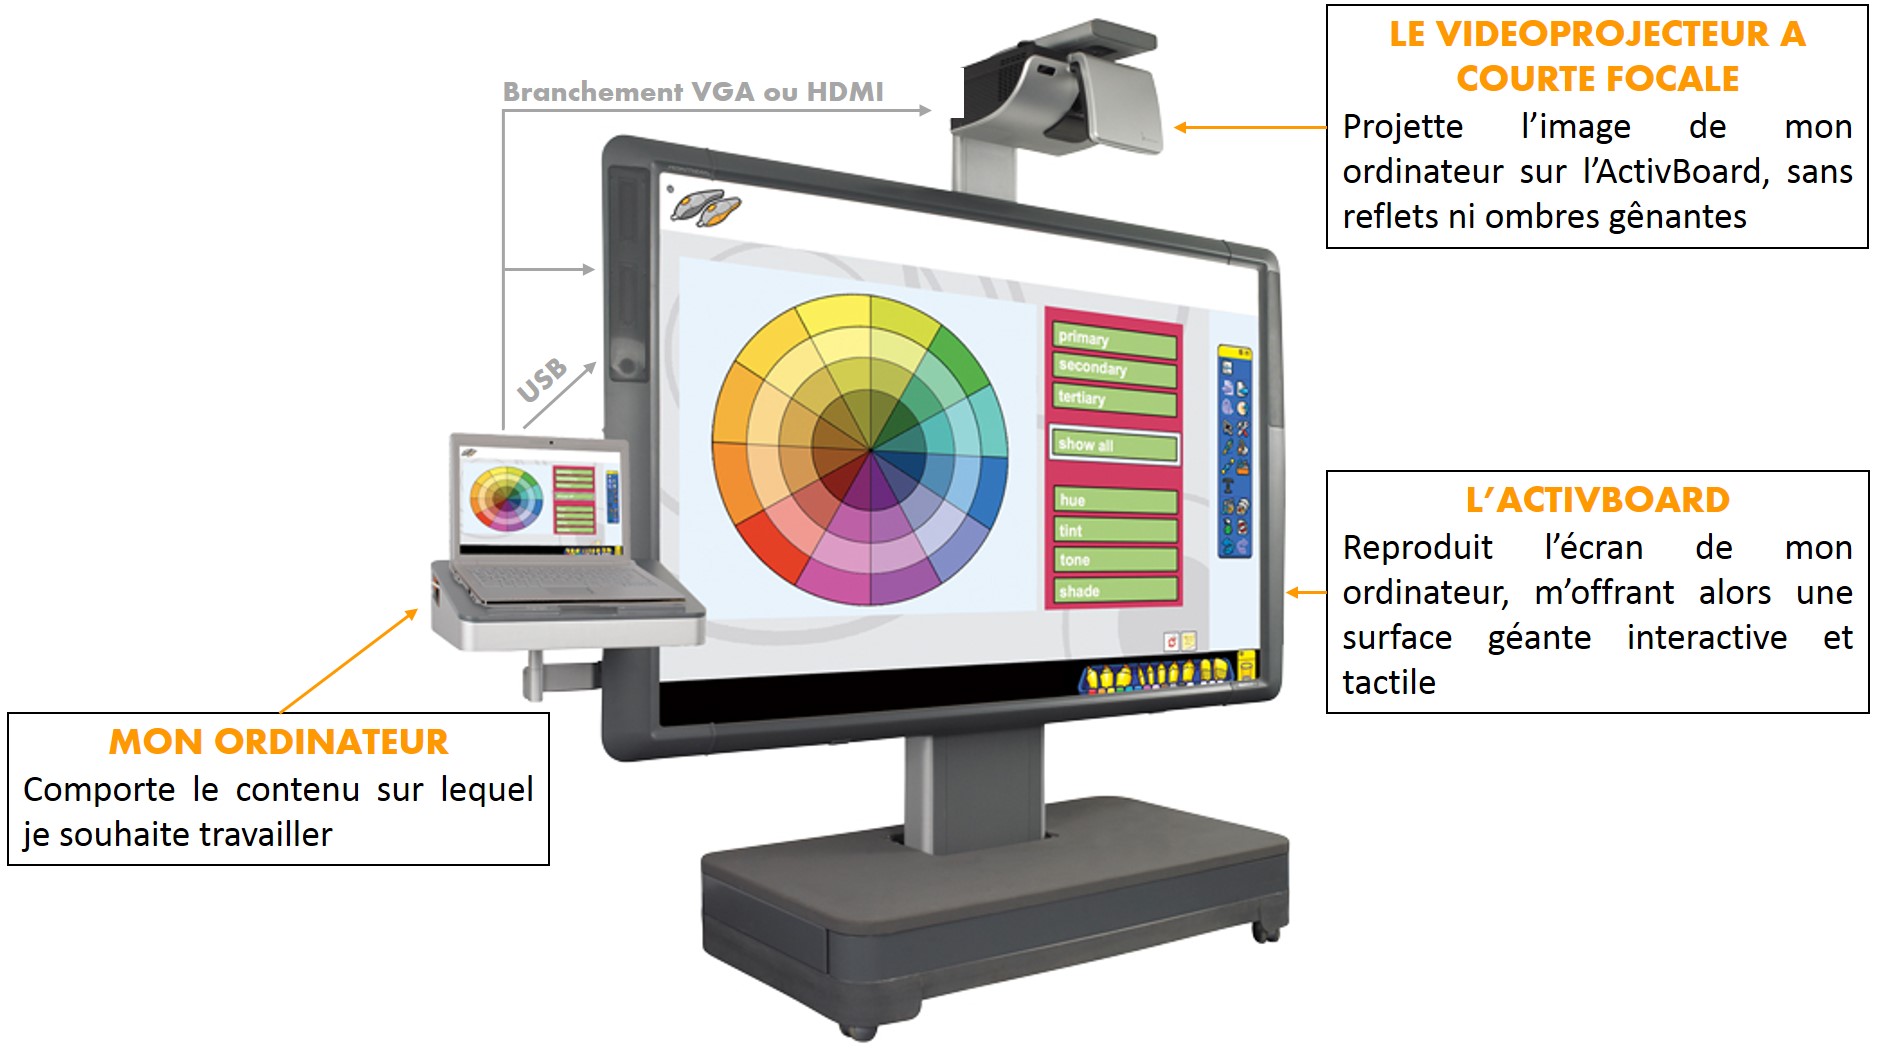 Branchement VGA ou HDMI
USB
LE VIDEOPROJECTEUR A
COURTE FOCALE
Projette l’image de mon
ordinateur sur l’ActivBoard, sans
reflets ni ombres gênantes
primary
secondary
tertiary
show all
hue
tint
tone
shade
L’ACTIVBOARD
Reproduit l’écran de mon
ordinateur, m’offrant alors une
surface géante interactive et
tactile
MON ORDINATEUR
Comporte le contenu sur lequel
je souhaite travailler